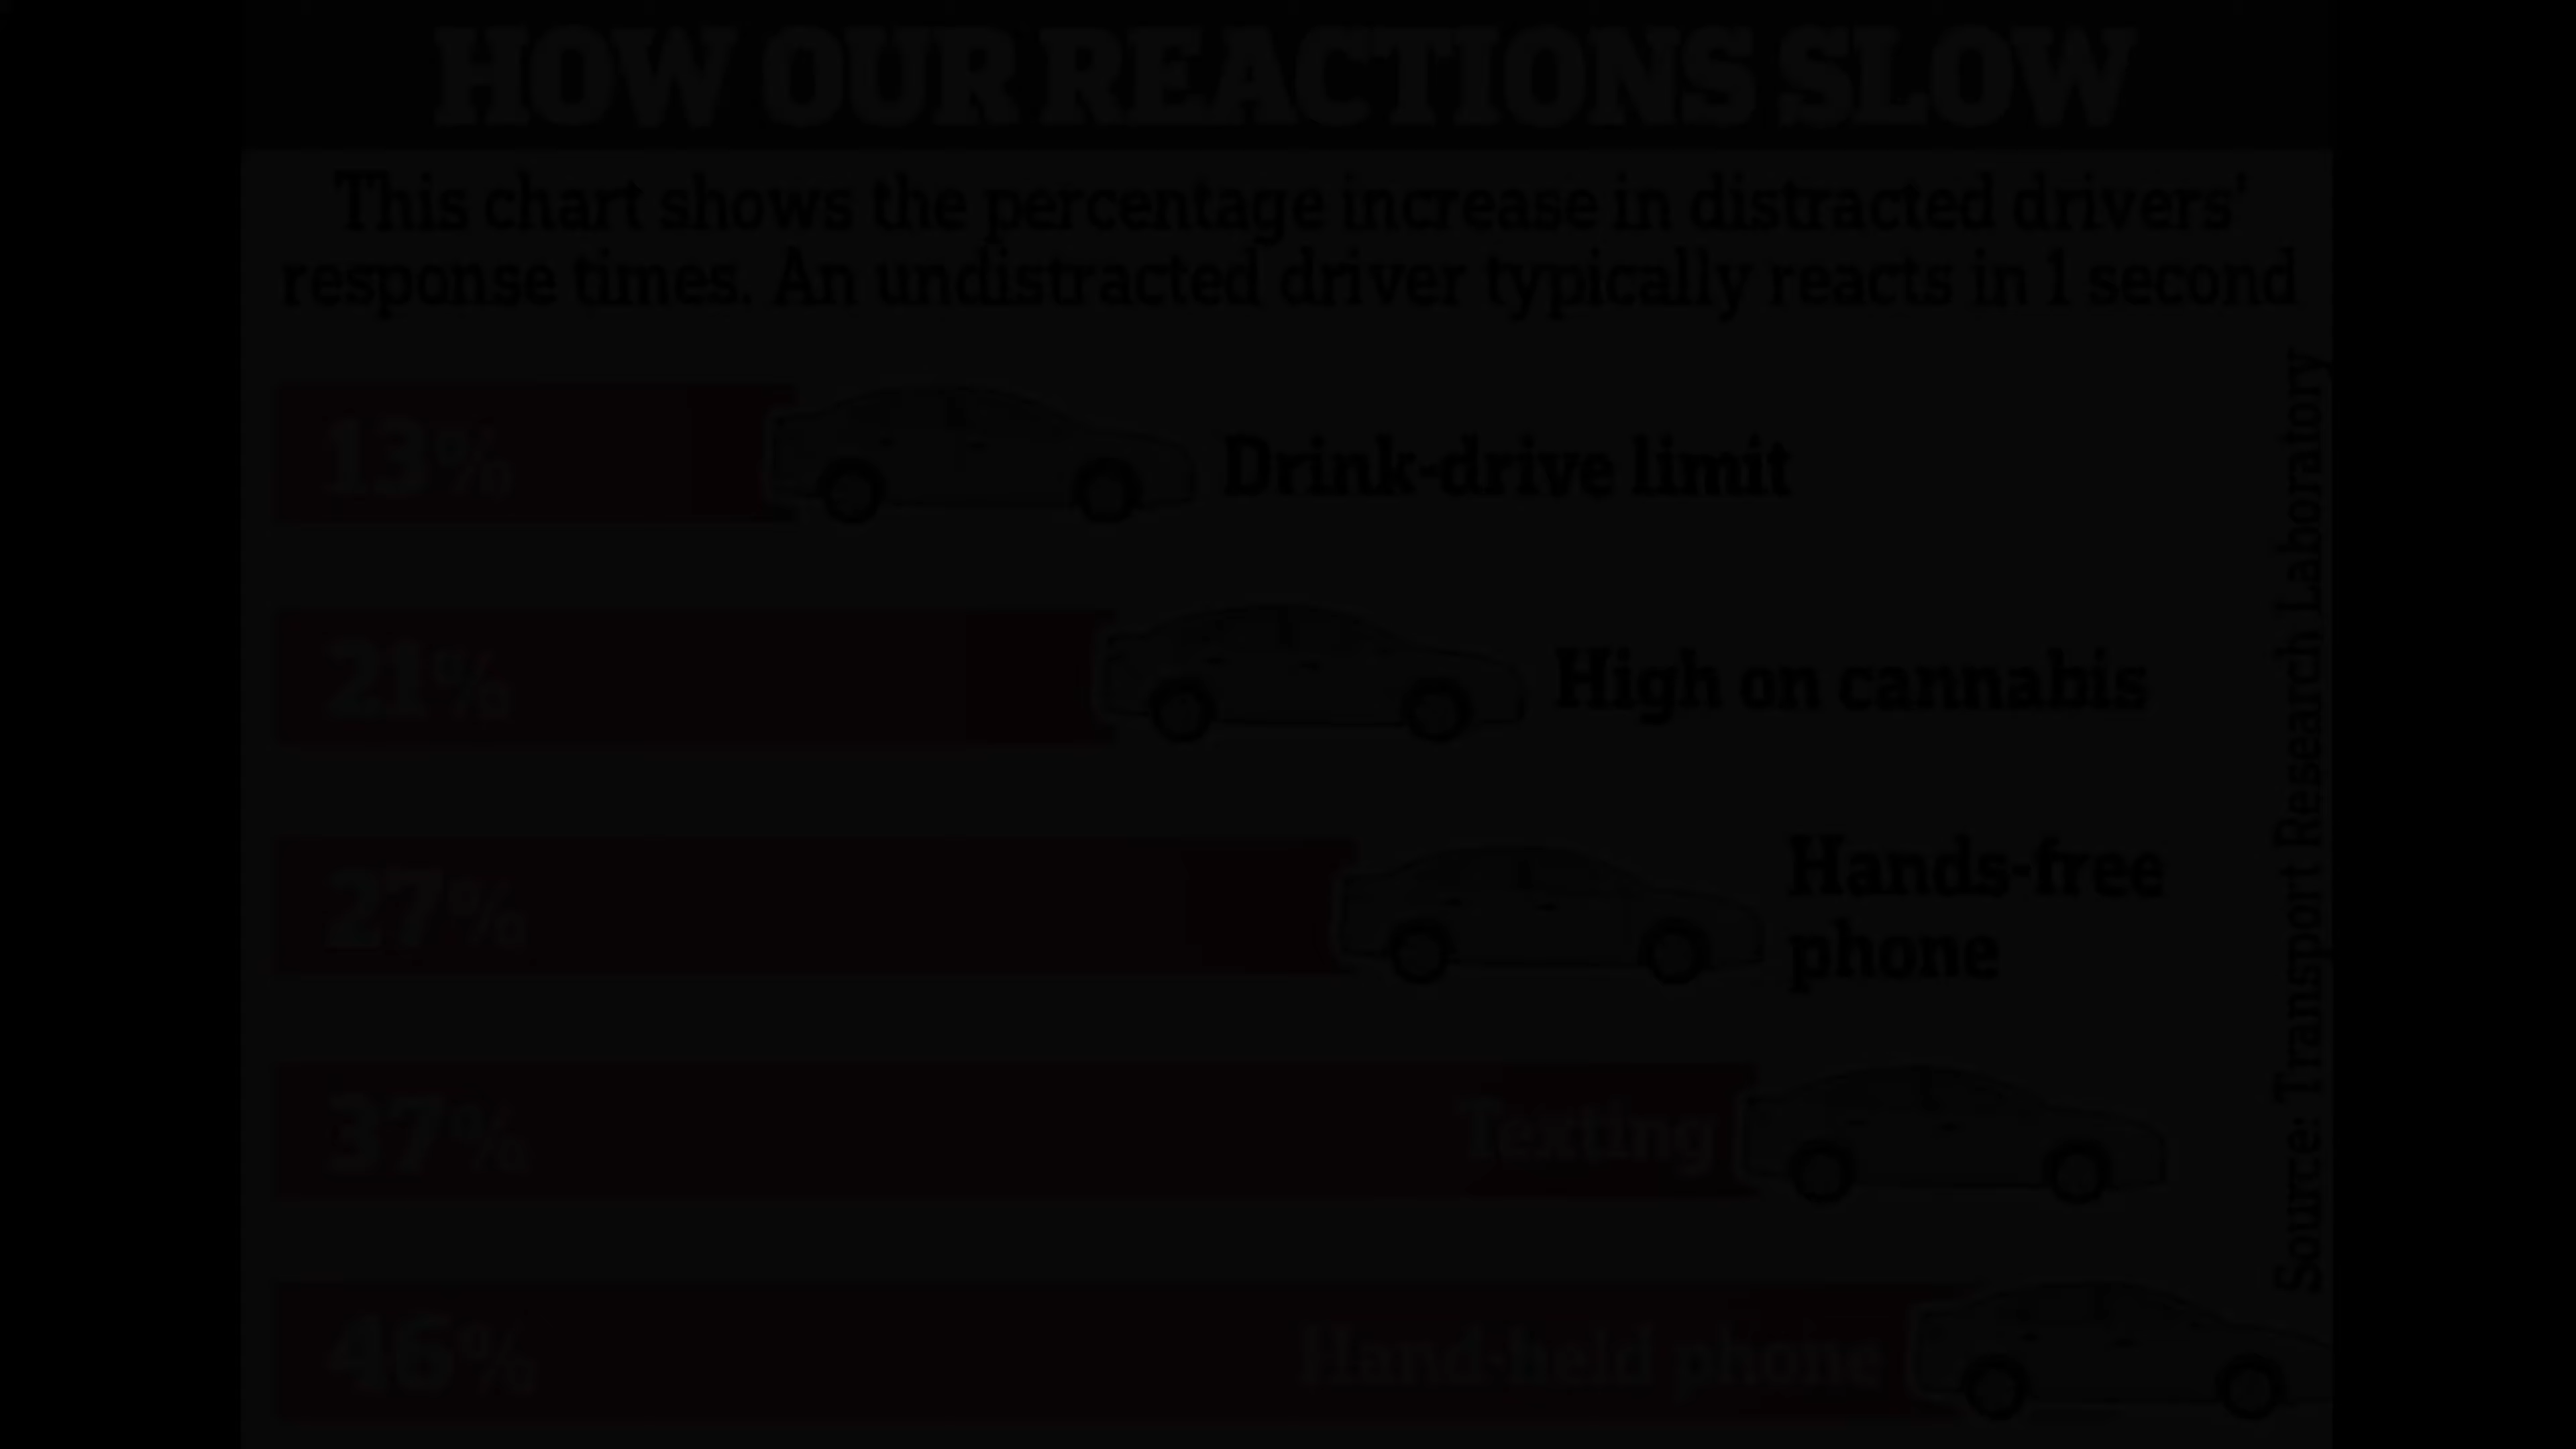 HOW OUR REACTIONS SLOW
This chart shows the percentage increase in distracted drivers'
response times. An undistracted driver typically reacts in 1 second
13% Drink-drive limit
21% High on cannabis
27% Hands-free
phone
37% Texting
46% Hand-held phone
Source: Transport Research Laboratory